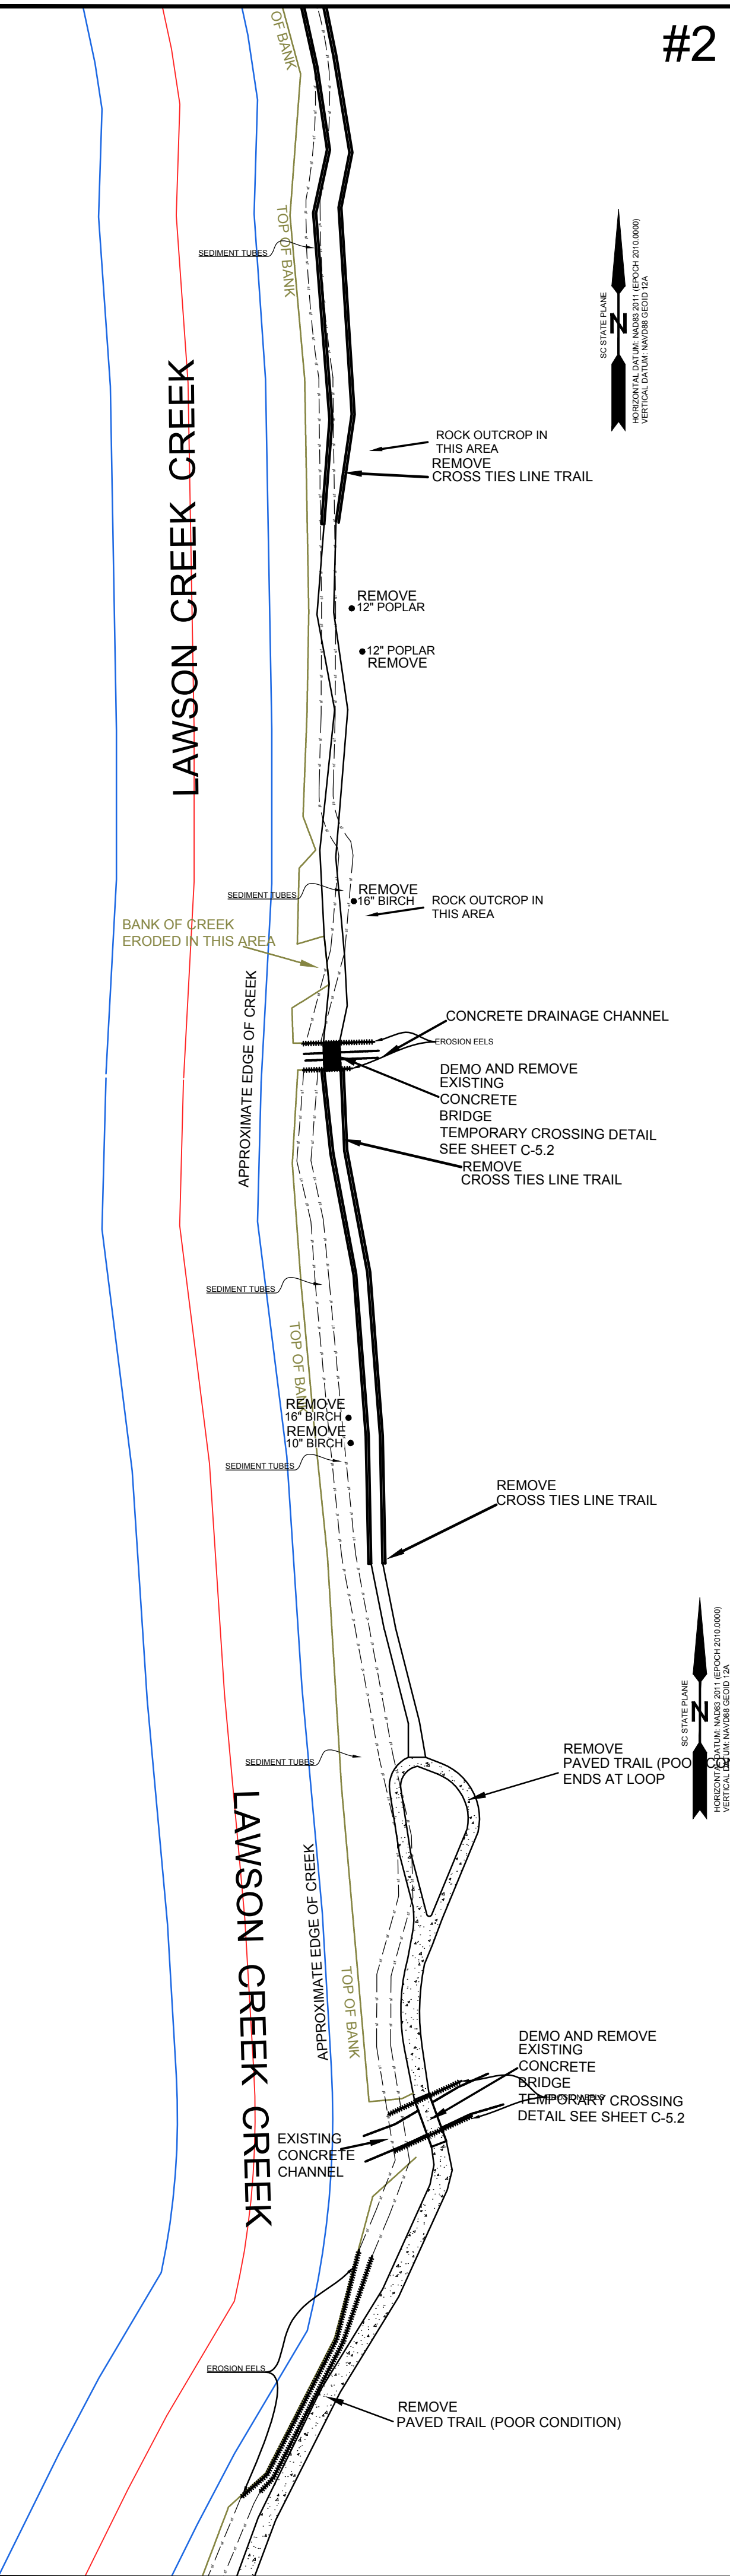 #2
OF BANK
TOP OF BANK
SEDIMENT TUBES
SC STATE PLANE
N
HORIZONTAL DATUM: NAD83 2011 (EPOCH 2010.0000)
VERTICAL DATUM: NAVD88 GEOID 12A
LAWSON CREEK CREEK
ROCK OUTCROP IN
THIS AREA
REMOVE
CROSS TIES LINE TRAIL
REMOVE
12" POPLAR
12" POPLAR
REMOVE
SEDIMENT TUBES
REMOVE
16" BIRCH
ROCK OUTCROP IN
THIS AREA
BANK OF CREEK
ERODED IN THIS AREA
APPROXIMATE EDGE OF CREEK
CONCRETE DRAINAGE CHANNEL
EROSION EELS
DEMO AND REMOVE
EXISTING
CONCRETE
BRIDGE
TEMPORARY CROSSING DETAIL
SEE SHEET C-5.2
REMOVE
CROSS TIES LINE TRAIL
SEDIMENT TUBES
TOP OF BANK
REMOVE
16" BIRCH
REMOVE
10" BIRCH
SEDIMENT TUBES
REMOVE
CROSS TIES LINE TRAIL
SC STATE PLANE
N
HORIZONTAL DATUM: NAD83 2011 (EPOCH 2010.0000)
VERTICAL DATUM: NAVD88 GEOID 12A
SEDIMENT TUBES
REMOVE
PAVED TRAIL (POOR CO
ENDS AT LOOP
LAWSON CREEK CREEK
APPROXIMATE EDGE OF CREEK
TOP OF BANK
DEMO AND REMOVE
EXISTING
CONCRETE
BRIDGE
EROSION EELS
TEMPORARY CROSSING
DETAIL SEE SHEET C-5.2
EXISTING
CONCRETE
CHANNEL
EROSION EELS
REMOVE
PAVED TRAIL (POOR CONDITION)